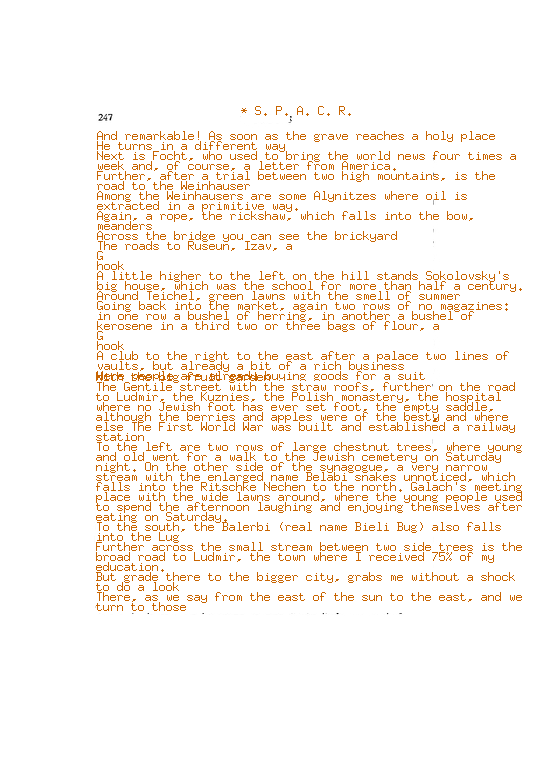 * S. P. A. C. R.
247
And remarkable! As soon as the grave reaches a holy place
He turns in a different way
Next is Focht, who used to bring the world news four times a
week and, of course, a letter from America.
Further, after a trial between two high mountains, is the
road to the Weinhauser
Among the Weinhausers are some Alynitzes where oil is
extracted in a primitive way.
Again, a rope, the rickshaw, which falls into the bow,
meanders
Across the bridge you can see the brickyard
The roads to Ruseun, Izav, a
G
hook
A little higher to the left on the hill stands Sokolovsky's
big house, which was the school for more than half a century.
Around Teichel, green lawns with the smell of summer
Going back into the market, again two rows of no magazines:
in one row a bushel of herring, in another a bushel of
kerosene in a third two or three bags of flour, a
G
hook
A club to the right to the east after a palace two lines of
vaults, but already a bit of a rich business
buying goods for a suit
The Gentile street with the straw roofs, further on the road
to Ludmir, the Kuznies, the Polish monastery, the hospital
where no Jewish foot has ever set foot, the empty saddle,
although the berries and apples were of the best, and where
else The First World War was built and established a railway
station
To the left are two rows of large chestnut trees, where young
and old went for a walk to the Jewish cemetery on Saturday
night. On the other side of the synagogue, a very narrow
stream with the enlarged name Belabi snakes unnoticed, which
falls into the Ritschke Nechen to the north. Galach's meeting
place with the wide lawns around, where the young people used
to spend the afternoon laughing and enjoying themselves after
eating on Saturday.
To the south, the Balerbi (real name Bieli Bug) also falls
into the Lug
Further across the small stream between two side trees is the
broad road to Ludmir, the town where I received 75% of my
education.
But grade there to the bigger city, grabs me without a shock
to do a look
There, as we say from the east of the sun to the east, and we
turn to those